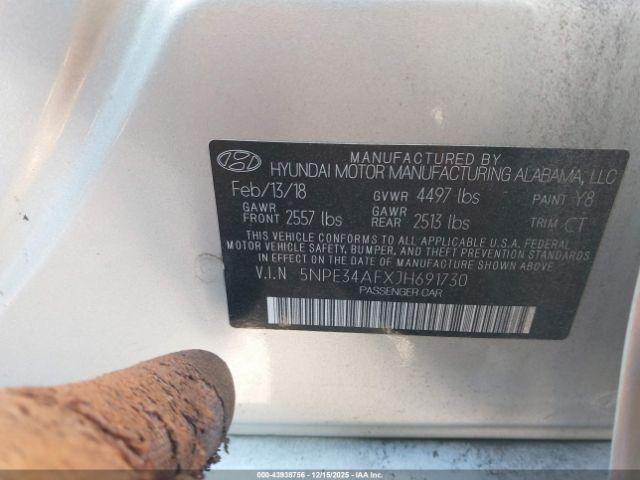 MANUFACTURED BY
HYUNDAI MOTOR MANUFACTURING ALABAMA, LLC
Feb/13/18 GVWR 4497 lbs PAINT Y8
GAWR FRONT 2557 lbs GAWR REAR 2513 lbs TRIM CT
THIS VEHICLE CONFORMS TO ALL APPLICABLE U.S.A. FEDERAL
MOTOR VEHICLE SAFETY, BUMPER, AND THEFT PREVENTION STANDARDS
IN EFFECT ON THE DATE OF MANUFACTURE SHOWN ABOVE
V.I.N 5NPE34AFXJH691730
PASSENGER CAR
000-43938756 - 12/15/2025 - IAA Inc.